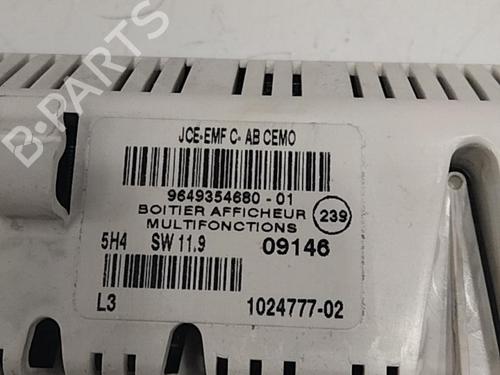 B-PARTS
JCE-EMF C- AB CEMO
9649354680-01
BOITIER AFFICHEUR
MULTIFONCTIONS
239
5H4 SW 11.9 09146
L3 1024777-02